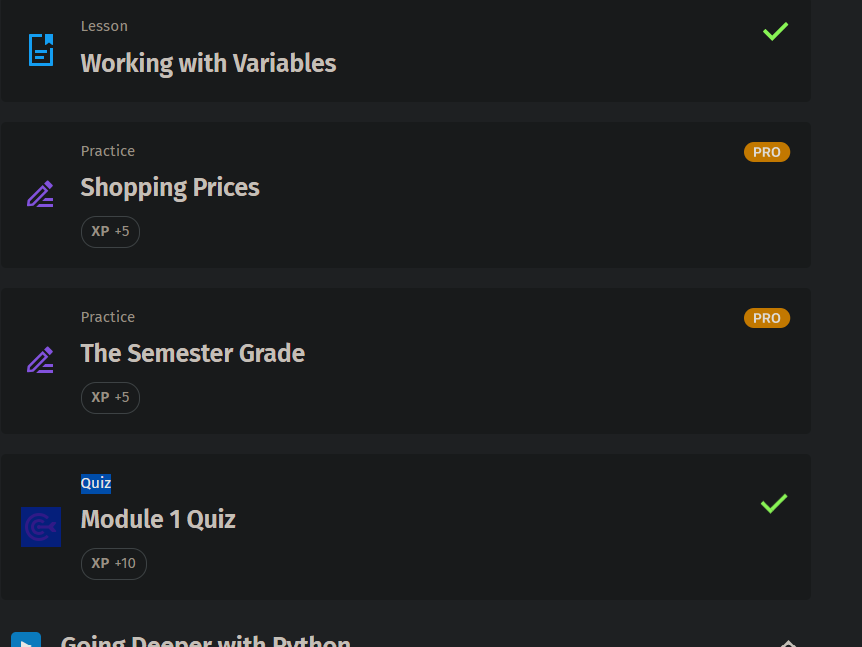 Lesson
Working with Variables
Practice
PRO
Shopping Prices
XP +5
Practice
PRO
The Semester Grade
XP +5
Quiz
Module 1 Quiz
XP +10
Going Deeper with Python